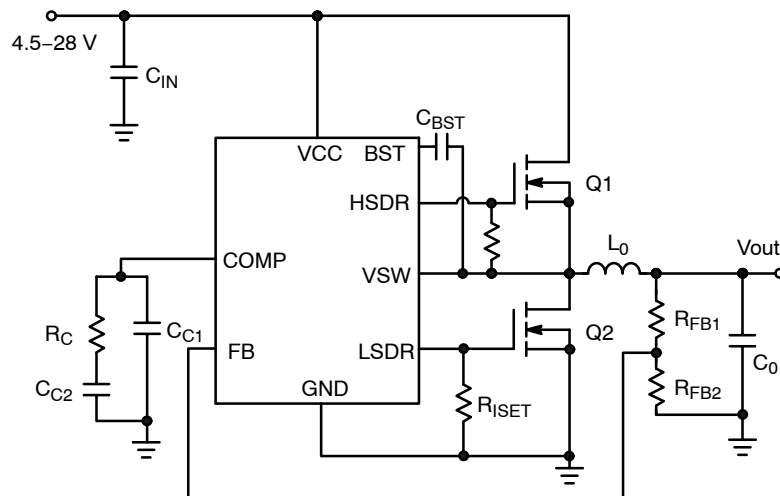 4.5–28 V
C_IN
C_BST
VCC
BST
HSDR
Q1
COMP
VSW
L_0
Vout
R_C
C_C1
C_C2
FB
LSDR
Q2
GND
R_ISET
R_FB1
R_FB2
C_0